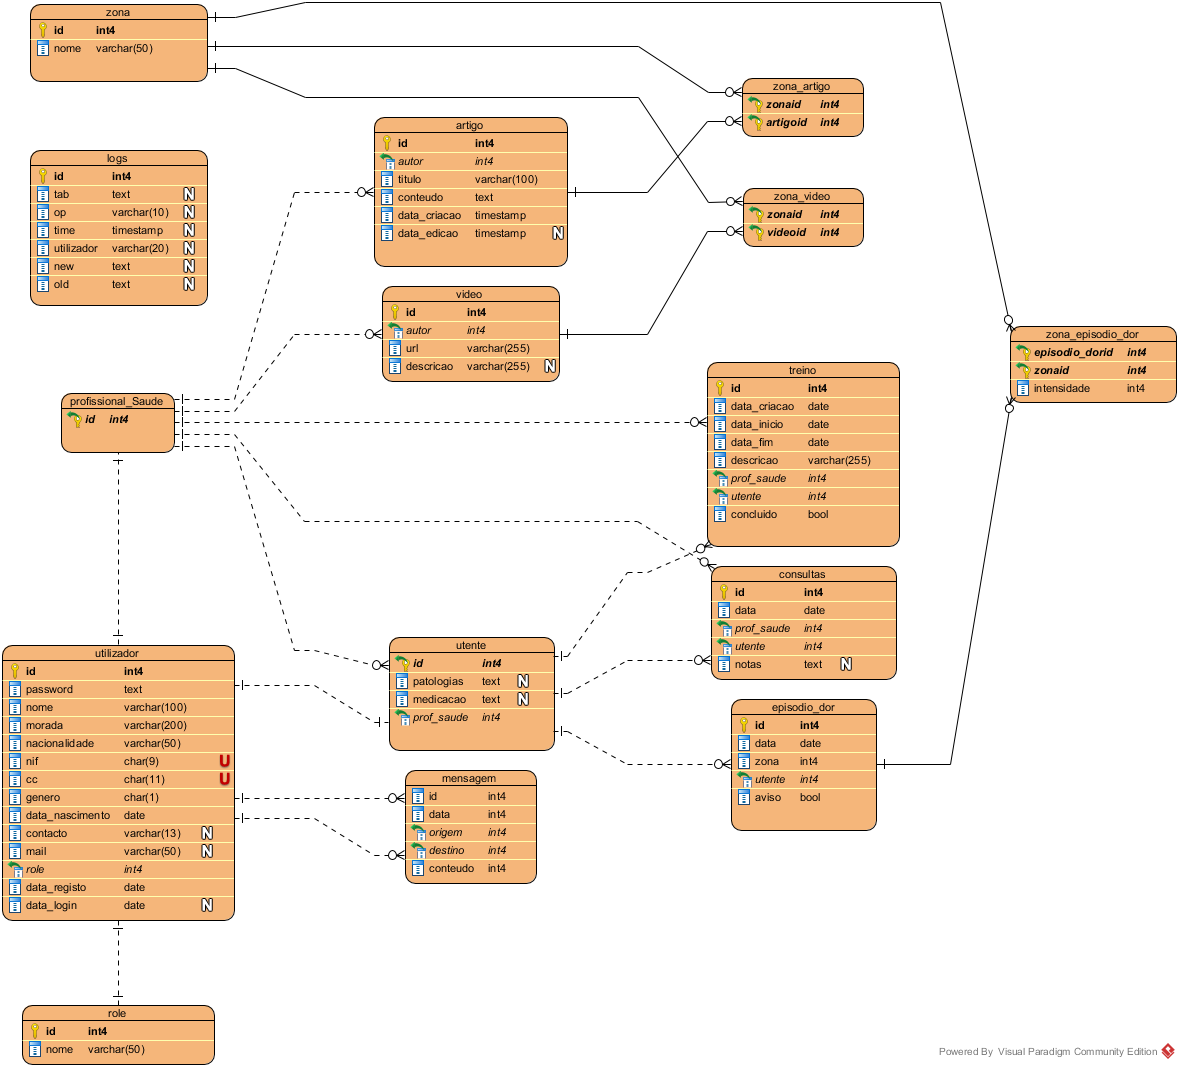 zona
id int4
nome varchar(50)
logs
id int4
tab text N
op varchar(10) N
time timestamp N
utilizador varchar(20) N
new text N
old text N
artigo
id int4
autor int4
titulo varchar(100)
conteudo text
data_criacao timestamp
data_edicao timestamp N
zona_artigo
zonaid int4
artigoid int4
zona_video
zonaid int4
videoid int4
video
id int4
autor int4
url varchar(255)
descricao varchar(255) N
zona_episodio_dor
episodio_dorid int4
zonaid int4
intensidade int4
profissional_Saude
id int4
treino
id int4
data_criacao date
data_inicio date
data_fim date
descricao varchar(255)
prof_saude int4
utente int4
concluido bool
consultas
id int4
data date
prof_saude int4
utente int4
notas text N
utente
id int4
patologias text N
medicacao text N
prof_saude int4
utilizador
id int4
password text
nome varchar(100)
morada varchar(200)
nacionalidade varchar(50)
nif char(9) U
cc char(11) U
genero char(1)
data_nascimento date
contacto varchar(13) N
mail varchar(50) N
role int4
data_registo date
data_login date N
episodio_dor
id int4
data date
zona int4
utente int4
aviso bool
mensagem
id int4
data int4
origem int4
destino int4
conteudo int4
role
id int4
nome varchar(50)
Powered By Visual Paradigm Community Edition